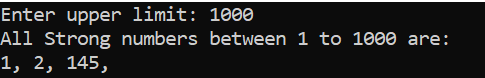 Enter upper limit: 1000
All Strong numbers between 1 to 1000 are:
1, 2, 145,